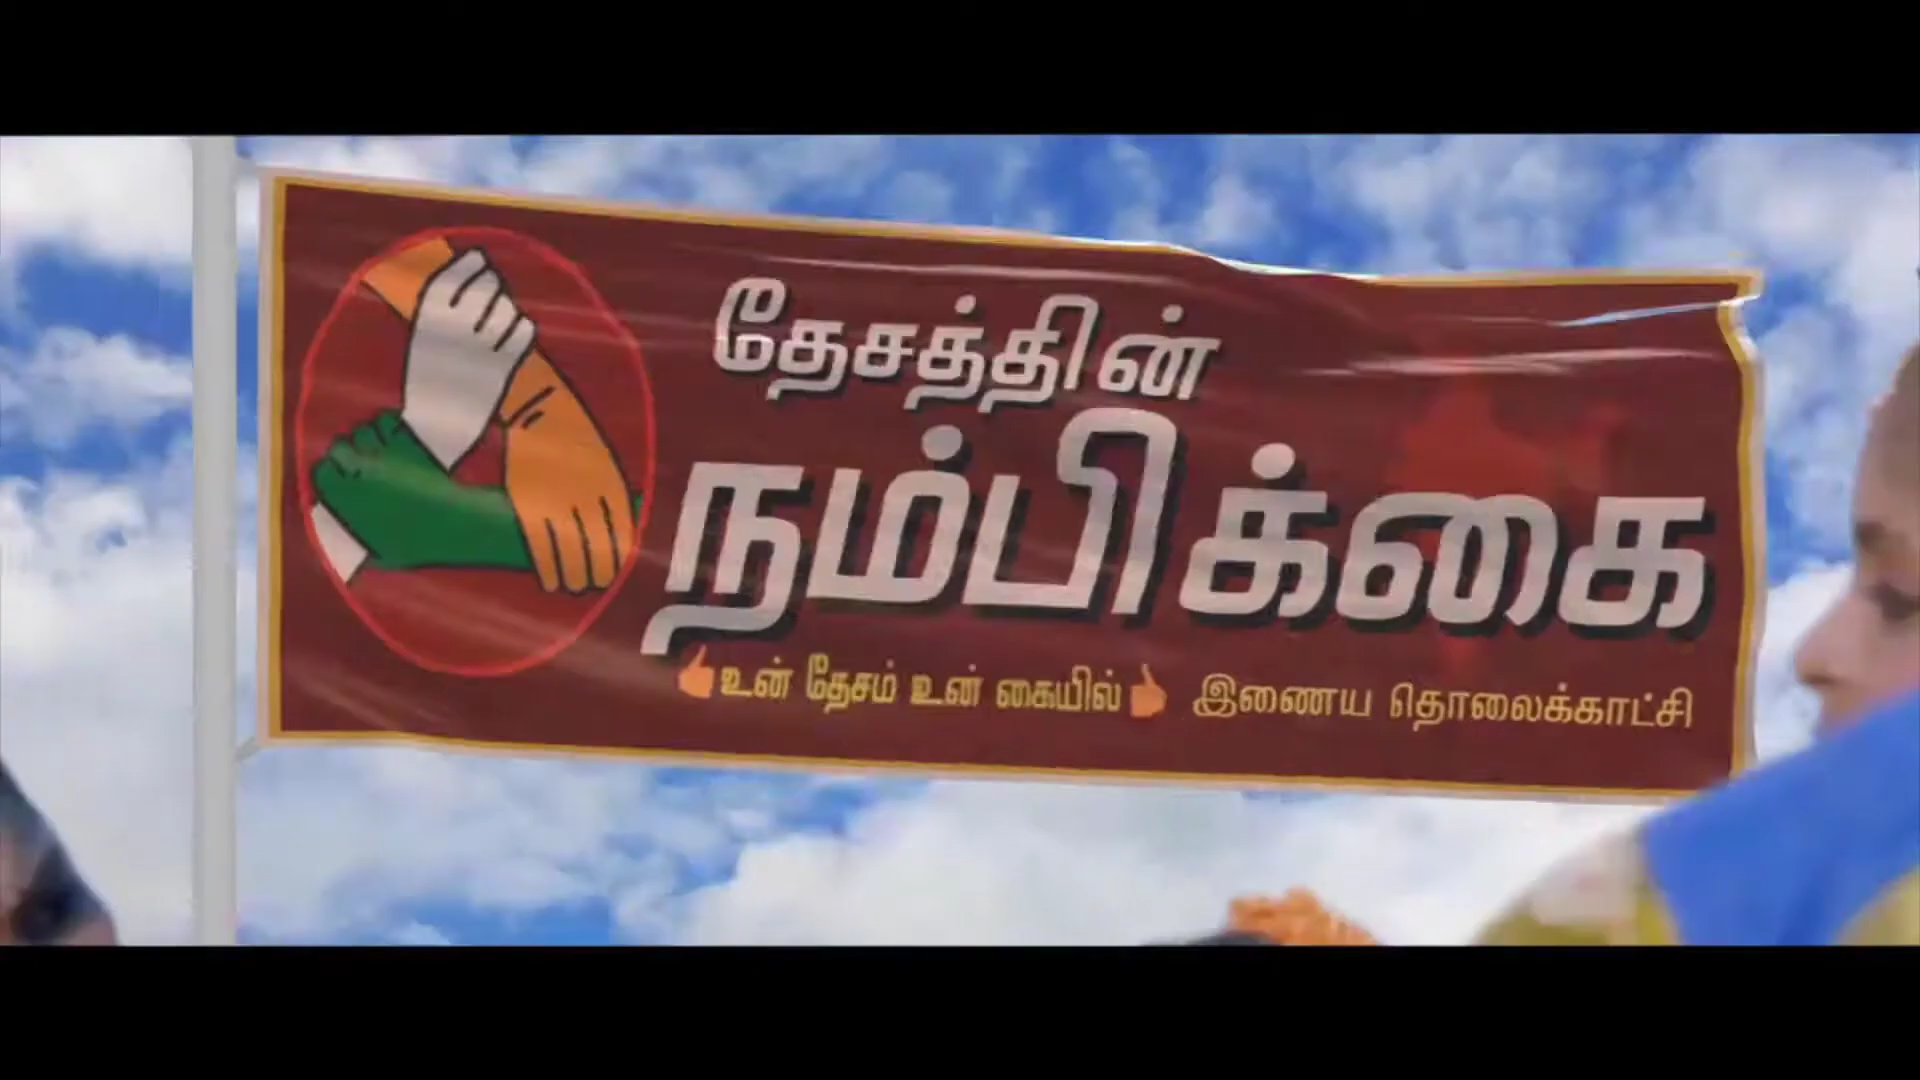 தேசத்தின்
நம்பிக்கை
உன் தேசம் உன் கையில் இணைய தொலைக்காட்சி